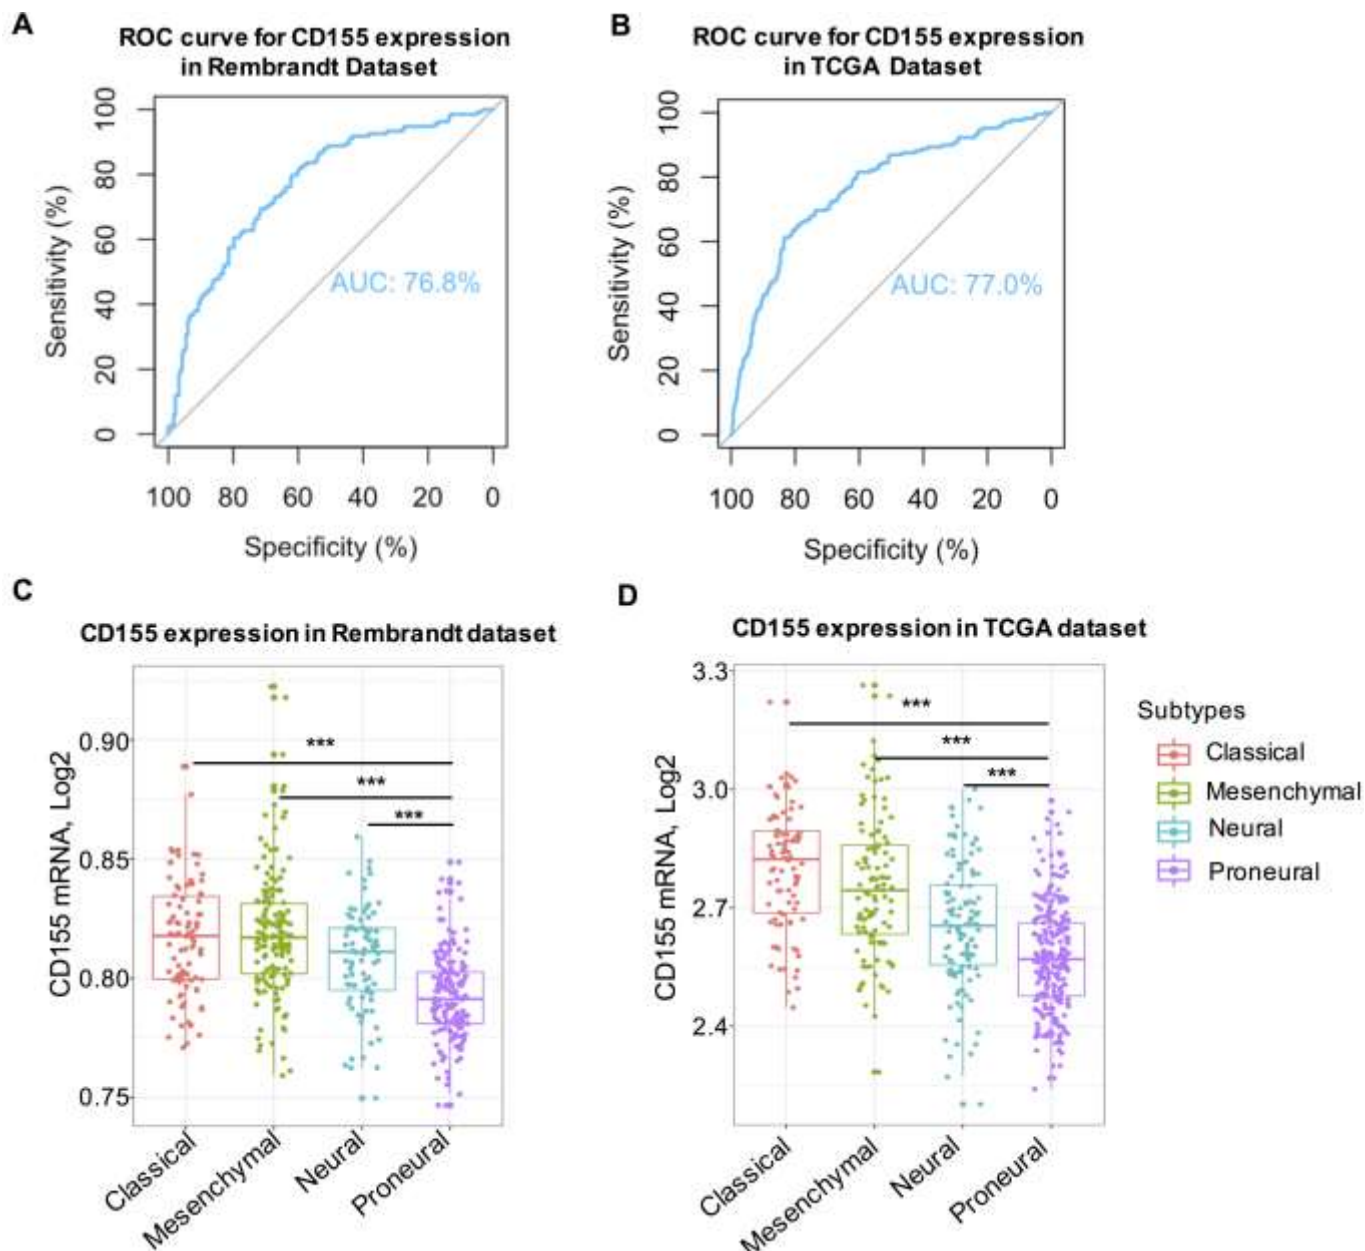 A
ROC curve for CD155 expression
in Rembrandt Dataset
100
80
60
40
20
0
Sensitivity (%)
AUC: 76.8%
100 80 60 40 20 0
Specificity (%)
B
ROC curve for CD155 expression
in TCGA Dataset
100
80
60
40
20
0
Sensitivity (%)
AUC: 77.0%
100 80 60 40 20 0
Specificity (%)
C
CD155 expression in Rembrandt dataset
0.90
0.85
0.80
0.75
CD155 mRNA, Log2
***
***
***
Classical
Mesenchymal
Neural
Proneural
D
CD155 expression in TCGA dataset
3.3
3.0
2.7
2.4
CD155 mRNA, Log2
***
***
***
Classical
Mesenchymal
Neural
Proneural
Subtypes
Classical
Mesenchymal
Neural
Proneural